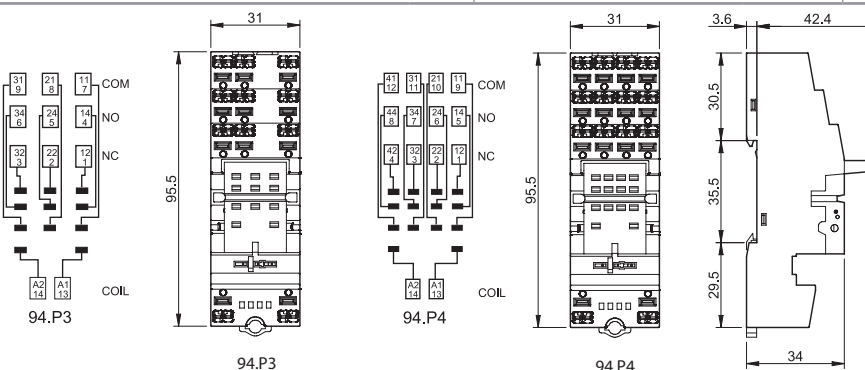 31
31
3.6
42.4
31 21 11
9 8 7
COM
34 24 14
6 5 4
NO
32 22 12
3 2 1
NC
A2 A1
14 13
COIL
94.P3
95.5
94.P3
41 31 21 11
12 11 10 9
COM
44 34 24 14
8 7 6 5
NO
42 32 22 12
4 3 2 1
NC
A2 A1
14 13
COIL
94.P4
95.5
94.P4
30.5
35.5
29.5
34